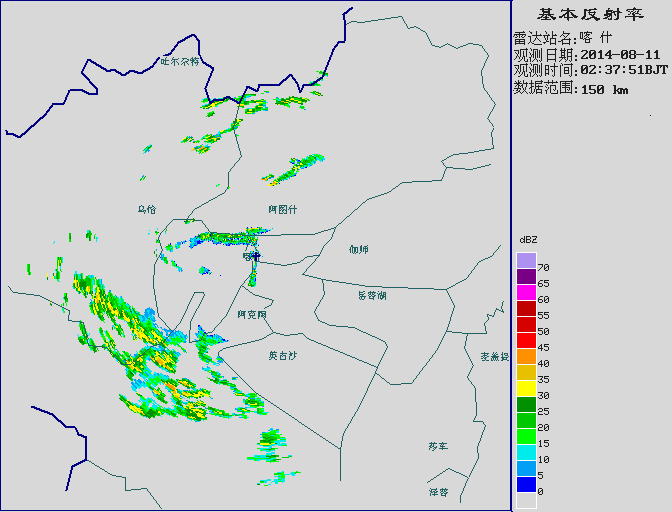 基本反射率
雷达站名:喀 什
观测日期:2014-08-11
观测时间:02:37:51BJT
数据范围:150 km
吐尔尕特
乌恰
阿图什
伽师
喀
岳普湖
阿克陶
英吉沙
麦盖提
莎车
泽普
dBZ
70
65
60
55
50
45
40
35
30
25
20
15
10
5
0